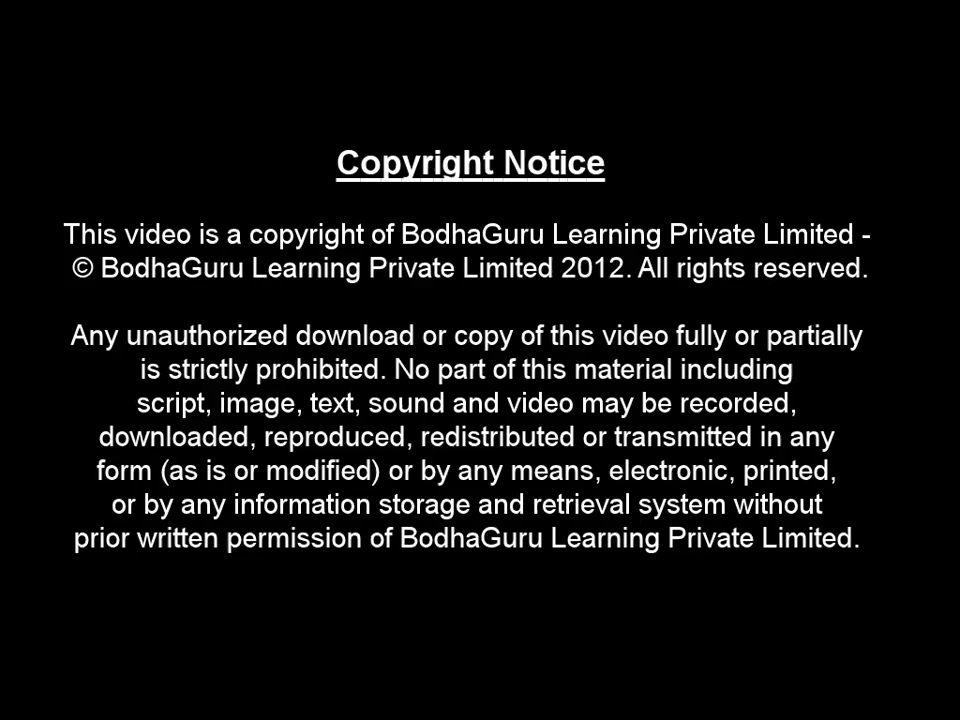 Copyright Notice
This video is a copyright of BodhaGuru Learning Private Limited -
© BodhaGuru Learning Private Limited 2012. All rights reserved.
Any unauthorized download or copy of this video fully or partially
is strictly prohibited. No part of this material including
script, image, text, sound and video may be recorded,
downloaded, reproduced, redistributed or transmitted in any
form (as is or modified) or by any means, electronic, printed,
or by any information storage and retrieval system without
prior written permission of BodhaGuru Learning Private Limited.